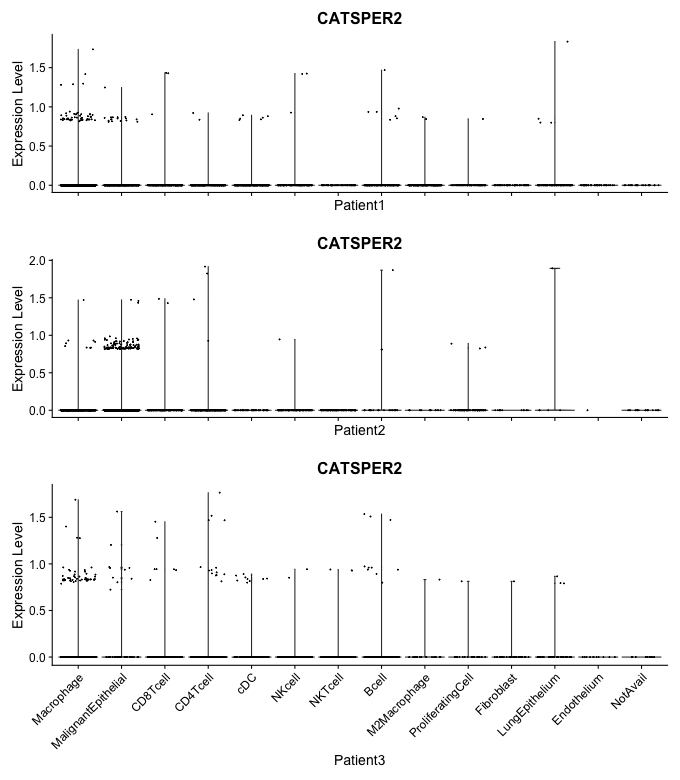 CATSPER2
Expression Level
1.5
1.0
0.5
0.0
Patient1
CATSPER2
Expression Level
2.0
1.5
1.0
0.5
0.0
Patient2
CATSPER2
Expression Level
1.5
1.0
0.5
0.0
Macrophage
MalignantEpithelial
CD8Tcell
CD4Tcell
cDC
NKcell
NKTcell
Bcell
M2Macrophage
ProliferatingCell
Fibroblast
LungEpithelium
Endothelium
NotAvail
Patient3